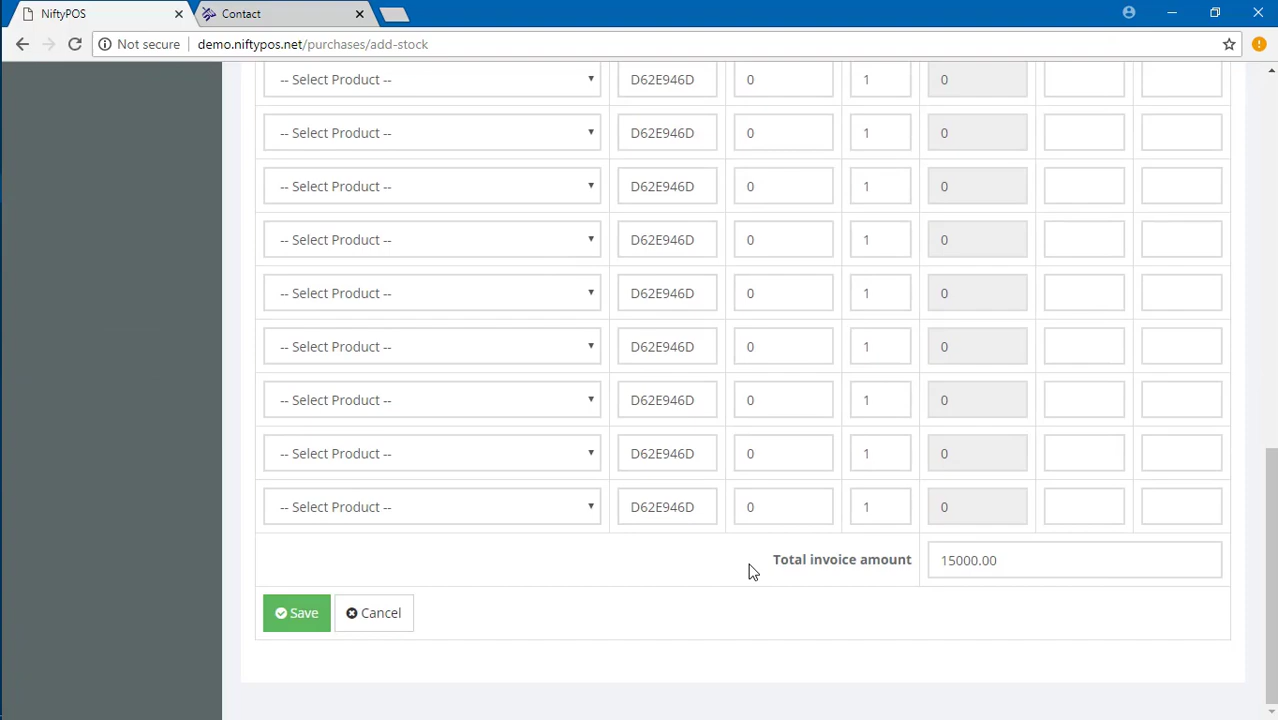 NiftyPOS
Contact
Not secure demo.niftypos.net/purchases/add-stock
-- Select Product -- D62E946D 0 1 0
-- Select Product -- D62E946D 0 1 0
-- Select Product -- D62E946D 0 1 0
-- Select Product -- D62E946D 0 1 0
-- Select Product -- D62E946D 0 1 0
-- Select Product -- D62E946D 0 1 0
-- Select Product -- D62E946D 0 1 0
-- Select Product -- D62E946D 0 1 0
-- Select Product -- D62E946D 0 1 0
Total invoice amount 15000.00
Save Cancel